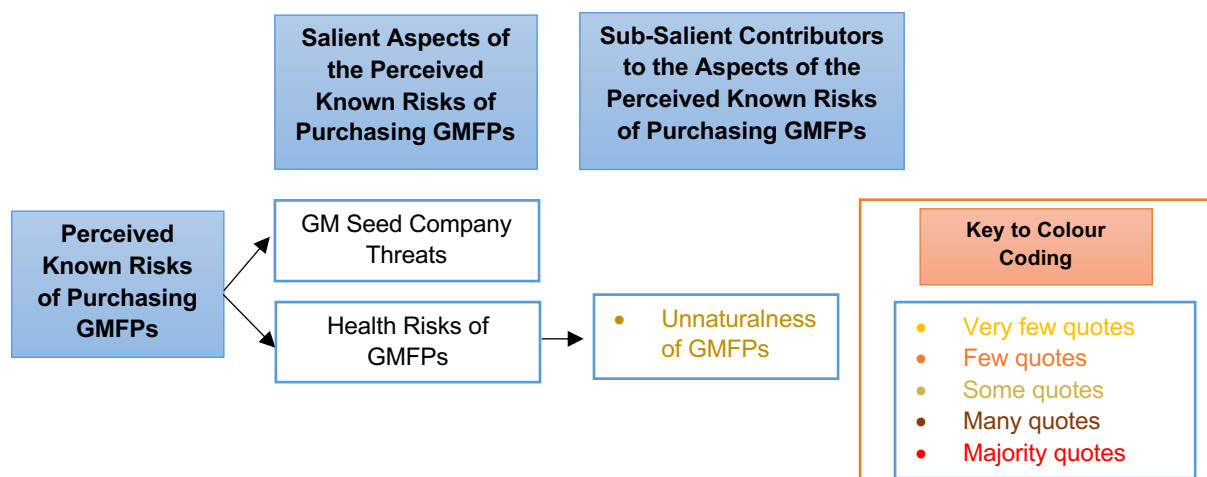 Salient Aspects of
the Perceived
Known Risks of
Purchasing GMFPs
Sub-Salient Contributors
to the Aspects of the
Perceived Known Risks
of Purchasing GMFPs
Perceived
Known Risks
of Purchasing
GMFPs
GM Seed Company
Threats
Health Risks of
GMFPs
• Unnaturalness
of GMFPs
Key to Colour
Coding
• Very few quotes
• Few quotes
• Some quotes
• Many quotes
• Majority quotes